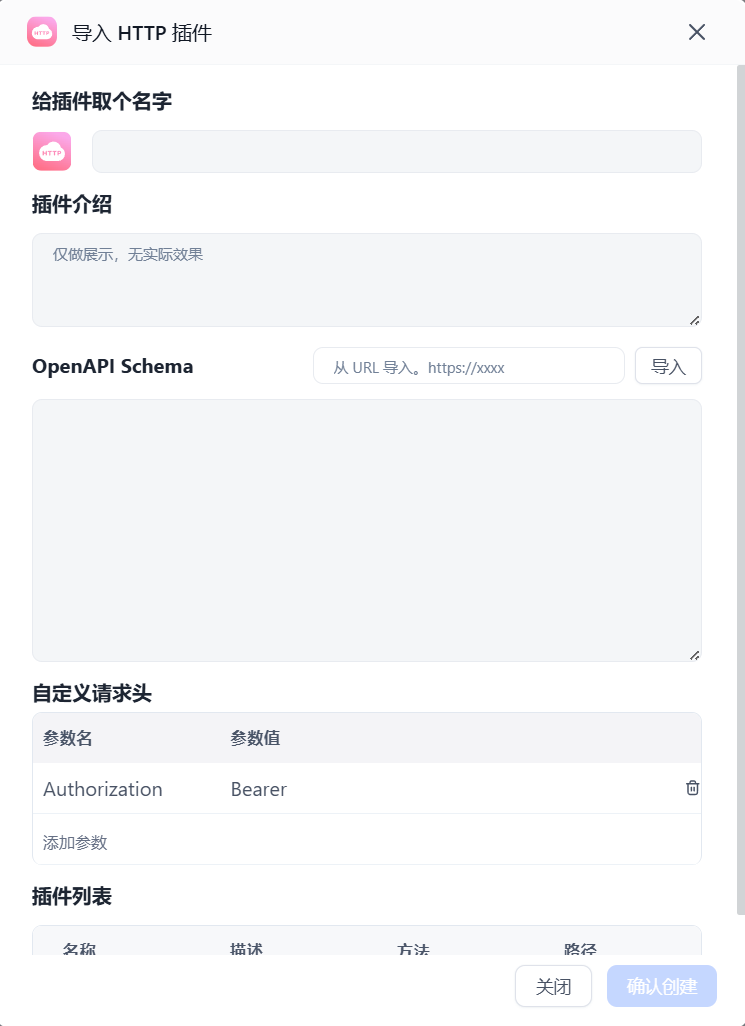 HTTP
导入 HTTP 插件
给插件取个名字
HTTP
插件介绍
仅做展示，无实际效果
OpenAPI Schema
从 URL 导入。https://xxxx
导入
自定义请求头
参数名 参数值
Authorization Bearer
添加参数
插件列表
名称 描述 方法 路径
关闭 确认创建